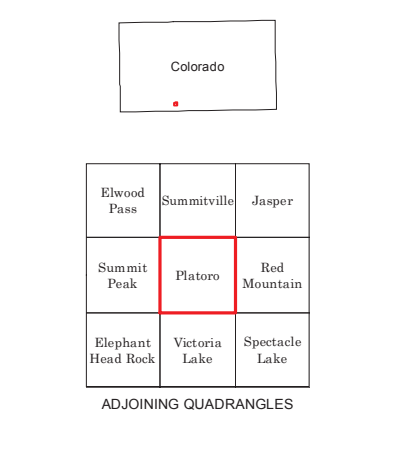 Colorado
Elwood
Pass
Summitville
Jasper
Summit
Peak
Platoro
Red
Mountain
Elephant
Head Rock
Victoria
Lake
Spectacle
Lake
ADJOINING QUADRANGLES